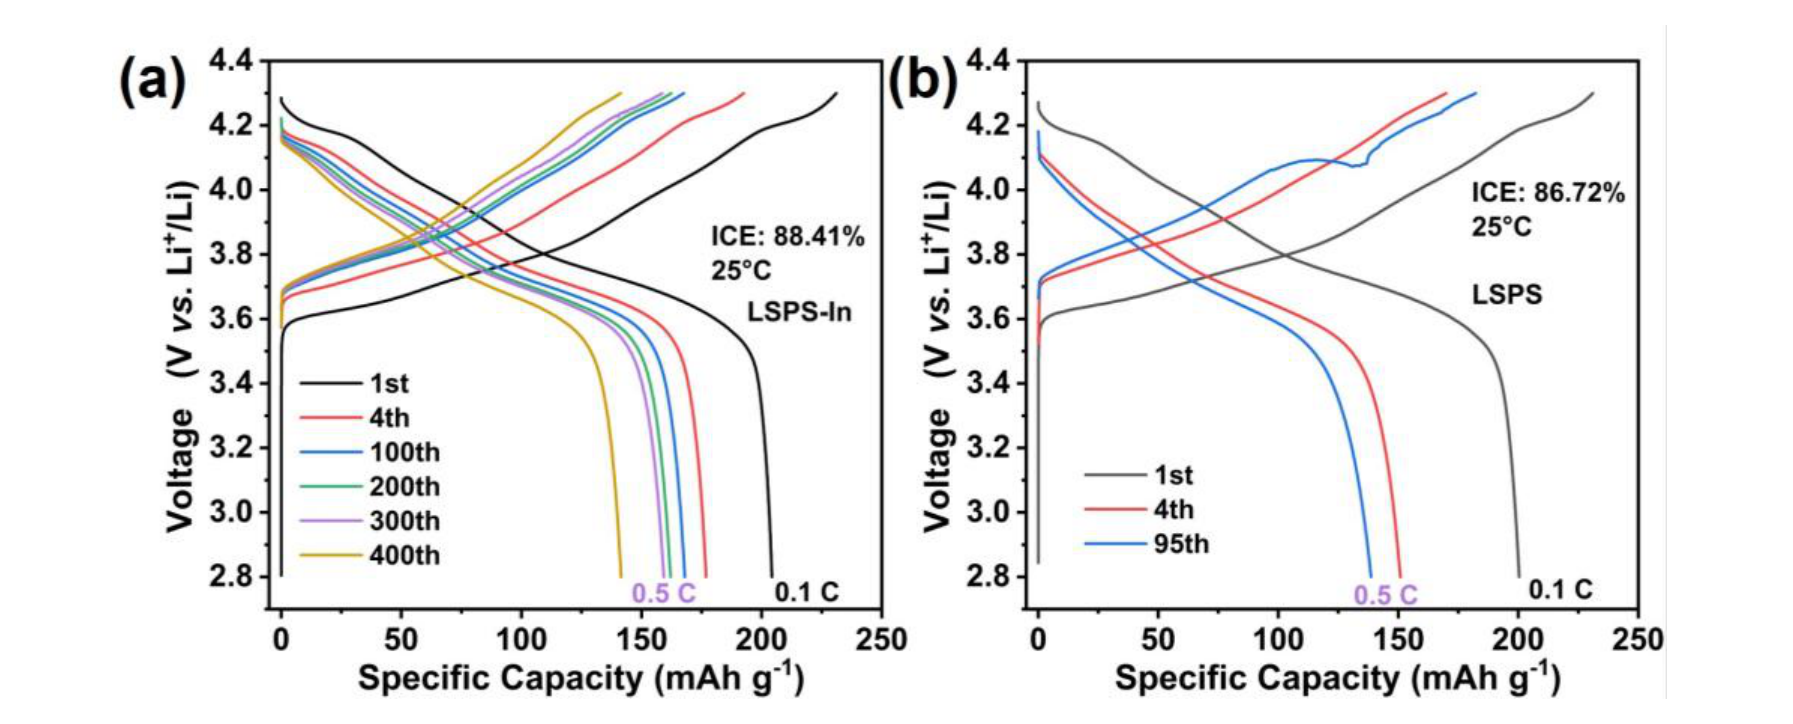 (a)
4.4
4.2
4.0
3.8
3.6
3.4
3.2
3.0
2.8
Voltage (V vs. Li⁺/Li)
ICE: 88.41%
25°C
LSPS-In
1st
4th
100th
200th
300th
400th
0.5 C
0.1 C
0 50 100 150 200 250
Specific Capacity (mAh g⁻¹)
(b)
4.4
4.2
4.0
3.8
3.6
3.4
3.2
3.0
2.8
Voltage (V vs. Li⁺/Li)
ICE: 86.72%
25°C
LSPS
1st
4th
95th
0.5 C
0.1 C
0 50 100 150 200 250
Specific Capacity (mAh g⁻¹)